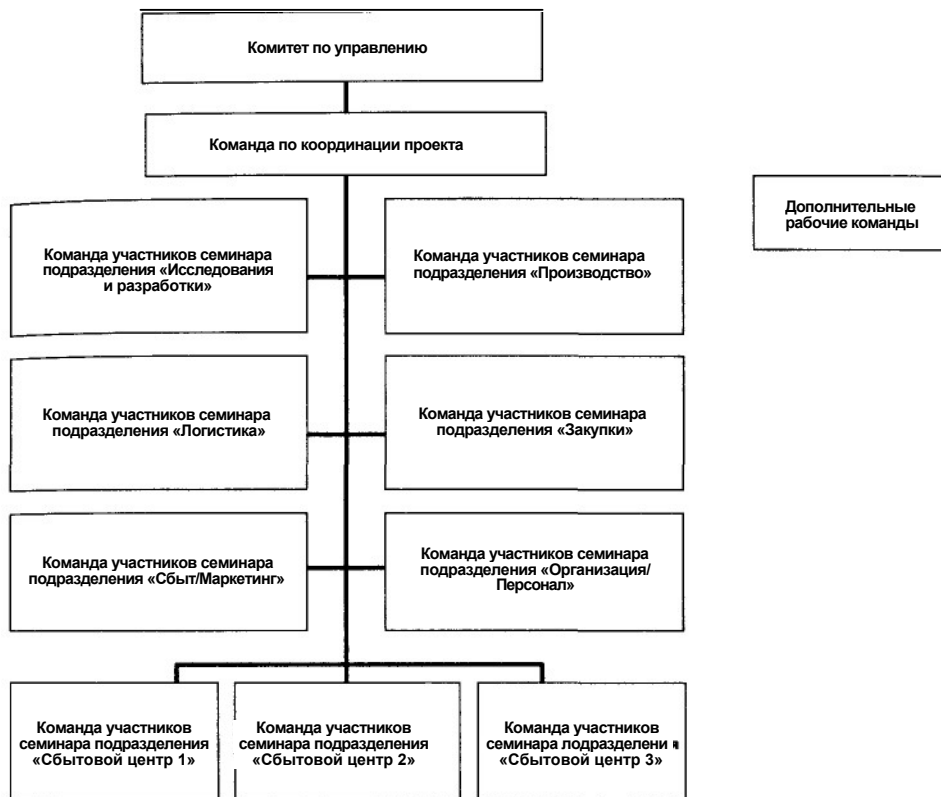 Комитет по управлению
Команда по координации проекта
Дополнительные
рабочие команды
Команда участников семинара
подразделения «Исследования
и разработки»
Команда участников семинара
подразделения «Производство»
Команда участников семинара
подразделения «Логистика»
Команда участников семинара
подразделения «Закупки»
Команда участников семинара
подразделения «Сбыт/Маркетинг»
Команда участников семинара
подразделения «Организация/
Персонал»
Команда участников
семинара подразделения
«Сбытовой центр 1»
Команда участников
семинара подразделения
«Сбытовой центр 2»
Команда участников
семинара лодразделени я
«Сбытовой центр 3»